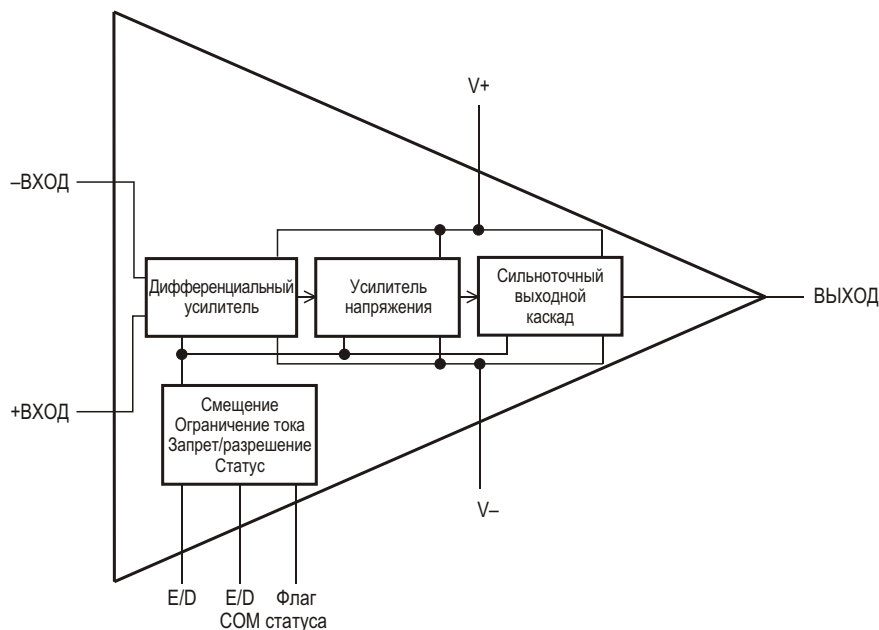 V+
–ВХОД
Дифференциальный
усилитель
Усилитель
напряжения
Сильноточный
выходной
каскад
ВЫХОД
+ВХОД
Смещение
Ограничение тока
Запрет/разрешение
Статус
V–
E/D
E/D
COM
Флаг
статуса